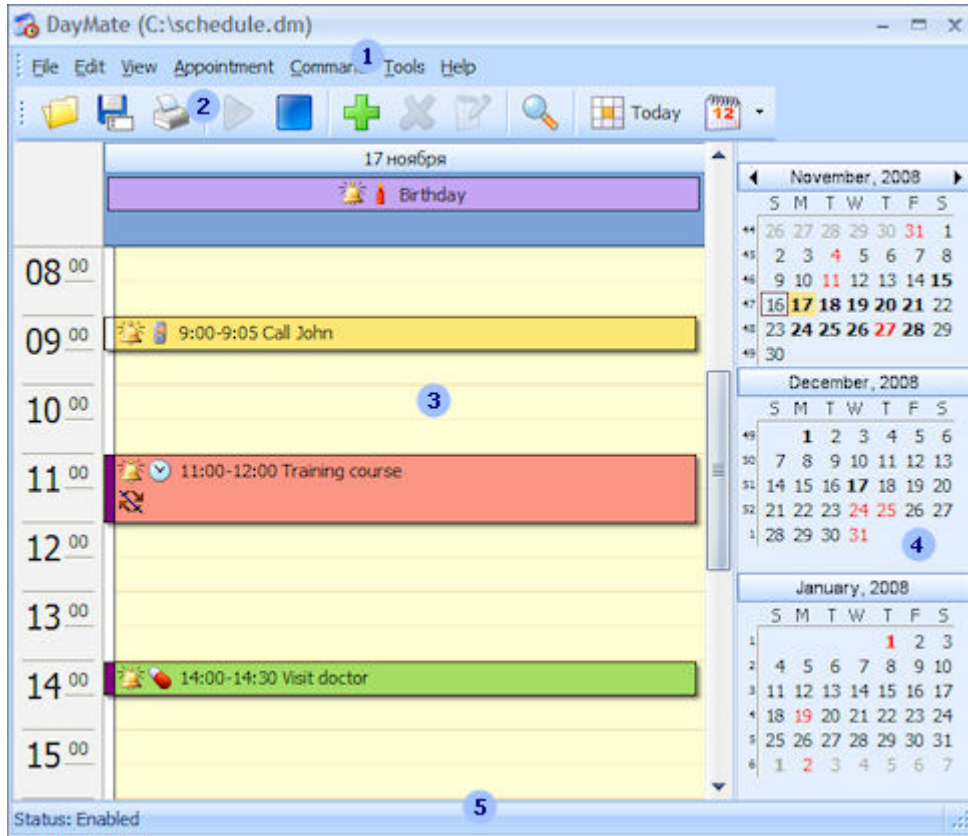 DayMate (C:\schedule.dm)
File Edit View Appointment Comman 1 Tools Help
2 Today 12
17 ноября
Birthday
08 00
09 00 9:00-9:05 Call John
10 00 3
11 00 11:00-12:00 Training course
12 00
13 00
14 00 14:00-14:30 Visit doctor
15 00
November, 2008
S M T W T F S
44 26 27 28 29 30 31 1
45 2 3 4 5 6 7 8
46 9 10 11 12 13 14 15
47 16 17 18 19 20 21 22
48 23 24 25 26 27 28 29
49 30
December, 2008
S M T W T F S
49 1 2 3 4 5 6
50 7 8 9 10 11 12 13
51 14 15 16 17 18 19 20
52 21 22 23 24 25 26 27
1 28 29 30 31
4
January, 2008
S M T W T F S
1 1 2 3
2 4 5 6 7 8 9 10
3 11 12 13 14 15 16 17
4 18 19 20 21 22 23 24
5 25 26 27 28 29 30 31
6 1 2 3 4 5 6 7
5
Status: Enabled